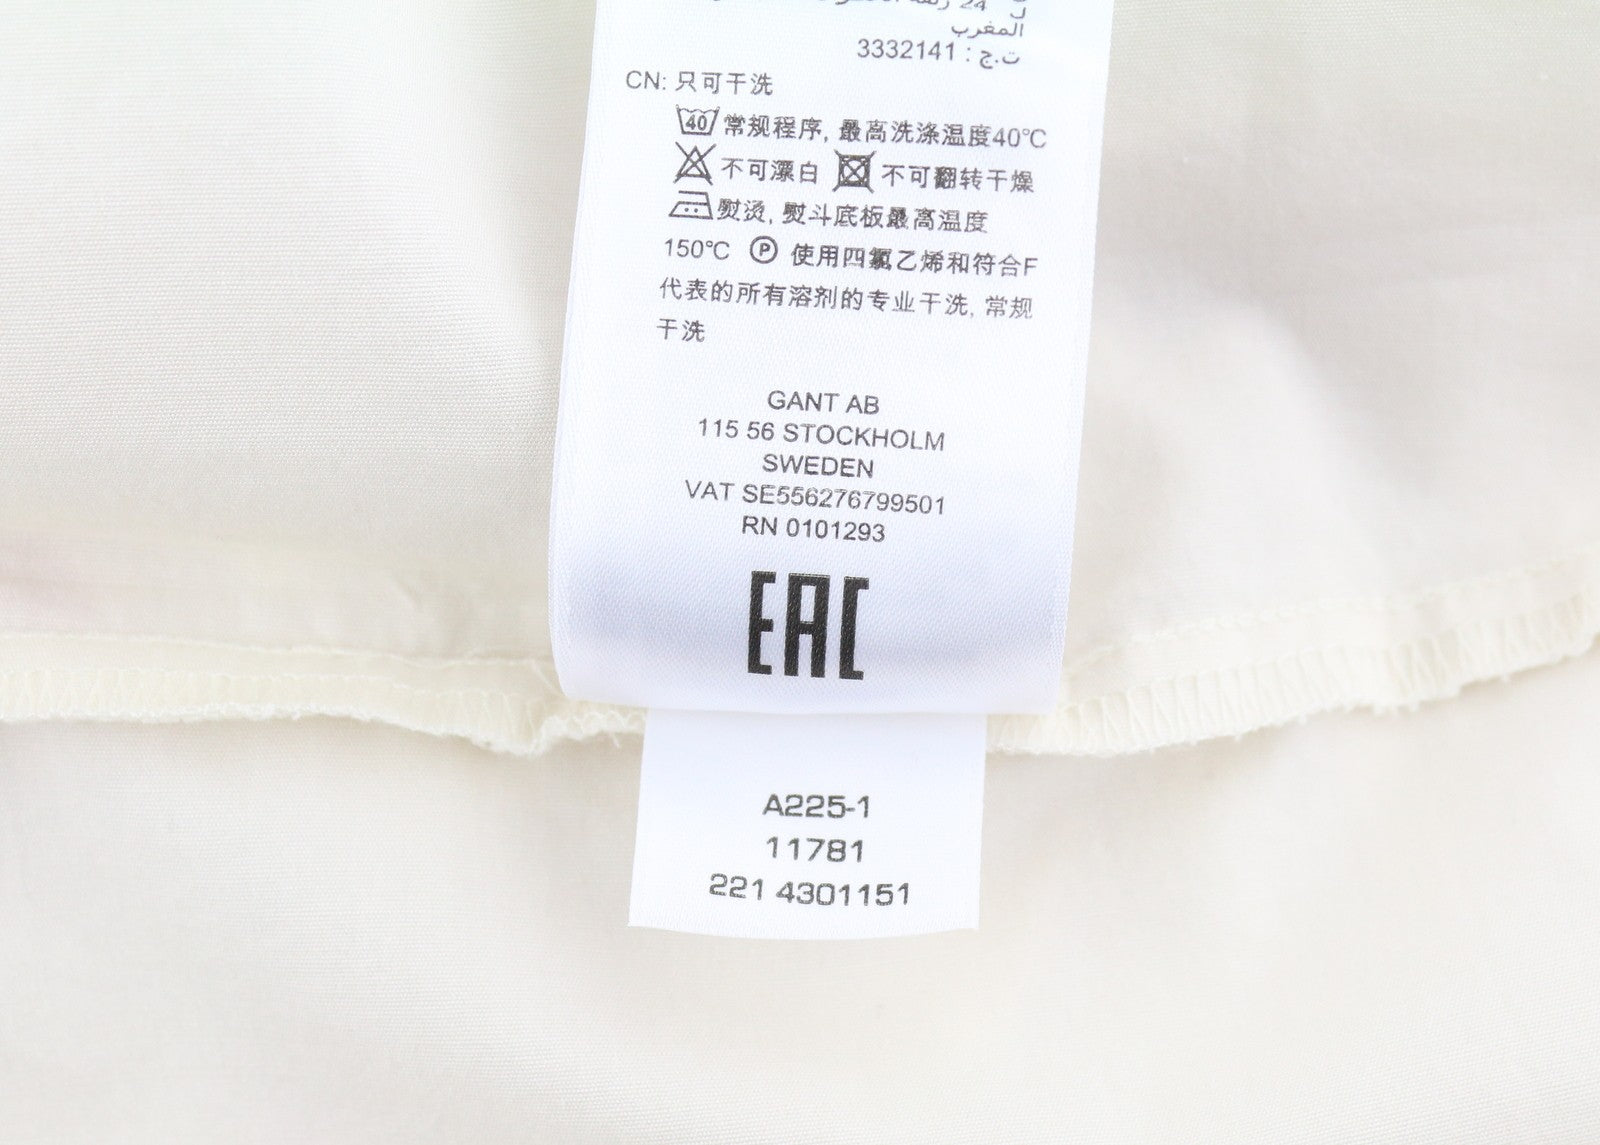 ل 24 زنقة
المغرب
ت.ج : 3332141
CN: 只可干洗
40 常规程序, 最高洗涤温度40℃
不可漂白 不可翻转干燥
熨烫, 熨斗底板最高温度
150℃ P 使用四氯乙烯和符合F
代表的所有溶剂的专业干洗, 常规
干洗
GANT AB
115 56 STOCKHOLM
SWEDEN
VAT SE556276799501
RN 0101293
EAC
A225-1
11781
221 4301151